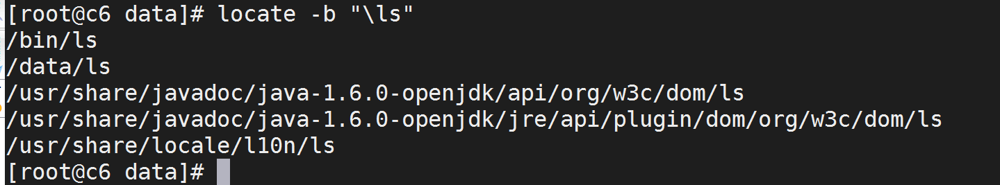 [root@c6 data]# locate -b "\ls"
/bin/ls
/data/ls
/usr/share/javadoc/java-1.6.0-openjdk/api/org/w3c/dom/ls
/usr/share/javadoc/java-1.6.0-openjdk/jre/api/plugin/dom/org/w3c/dom/ls
/usr/share/locale/l10n/ls
[root@c6 data]#